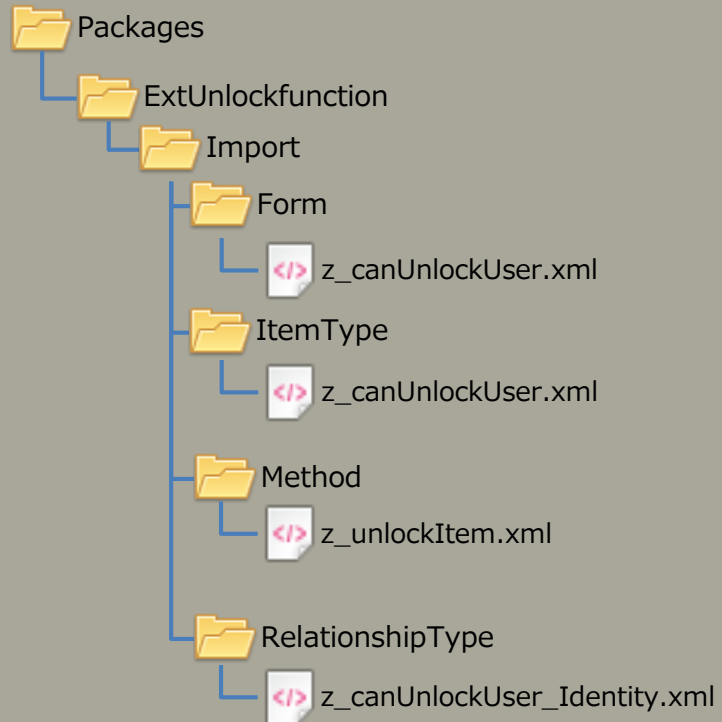 Packages
ExtUnlockfunction
Import
Form
</> z_canUnlockUser.xml
ItemType
</> z_canUnlockUser.xml
Method
</> z_unlockItem.xml
RelationshipType
</> z_canUnlockUser_Identity.xml